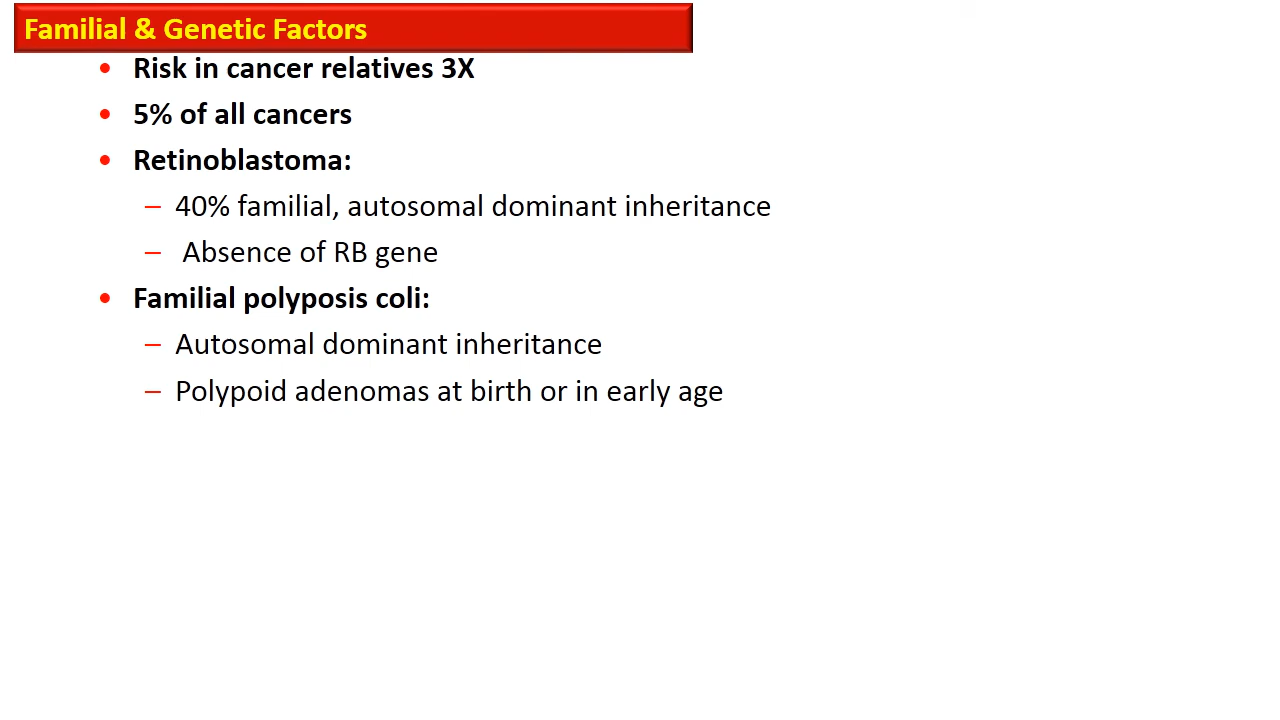 Familial & Genetic Factors
• Risk in cancer relatives 3X
• 5% of all cancers
• Retinoblastoma:
– 40% familial, autosomal dominant inheritance
– Absence of RB gene
• Familial polyposis coli:
– Autosomal dominant inheritance
– Polypoid adenomas at birth or in early age